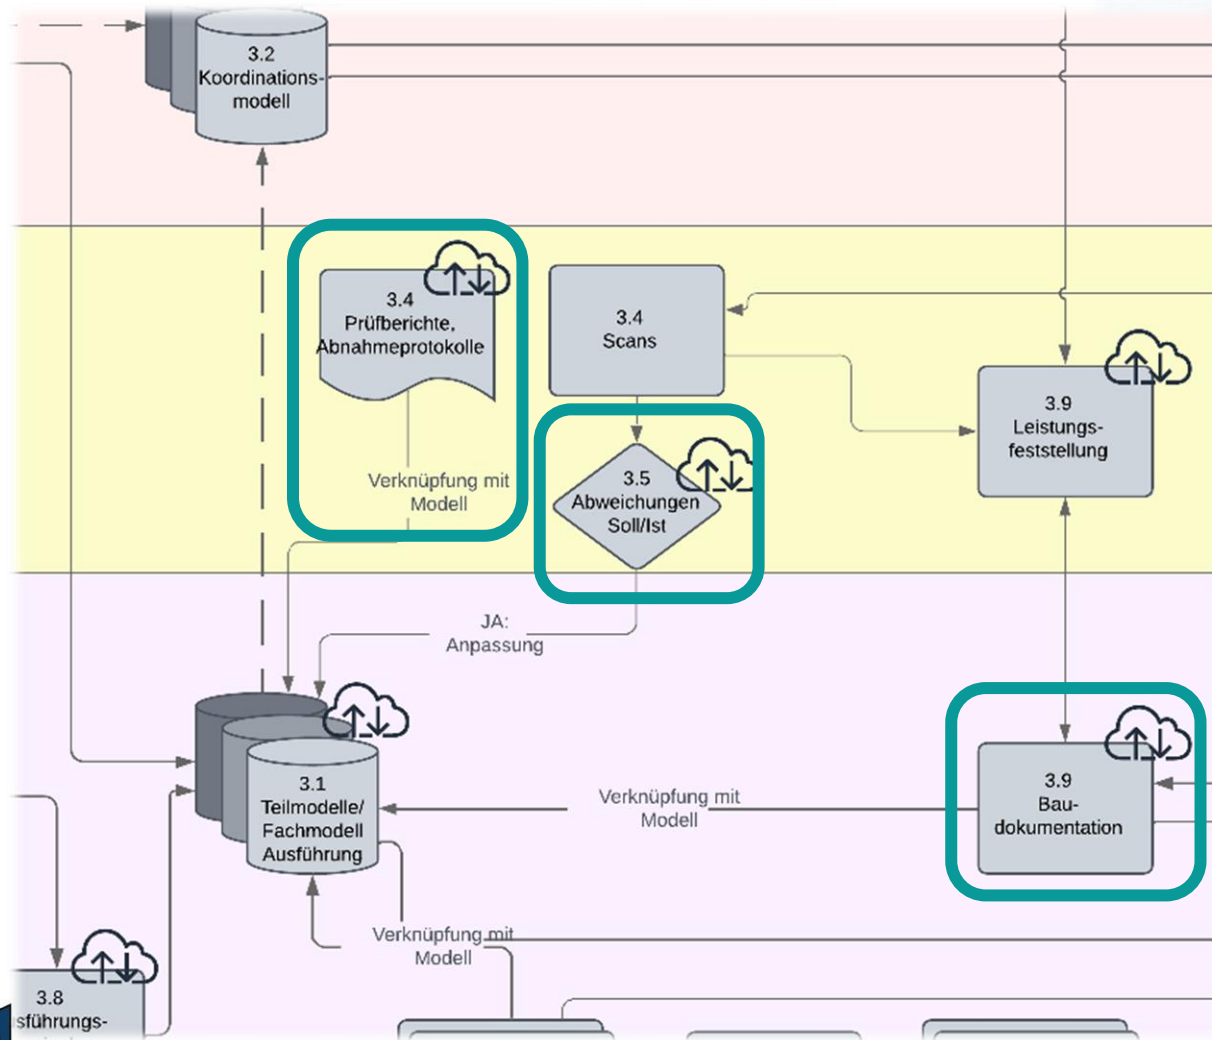 3.2
Koordinations-
modell
3.4
Prüfberichte,
Abnahmeprotokolle
3.4
Scans
3.9
Leistungs-
feststellung
Verknüpfung mit
Modell
3.5
Abweichungen
Soll/Ist
JA:
Anpassung
3.1
Teilmodelle/
Fachmodell
Ausführung
Verknüpfung mit
Modell
3.9
Bau-
dokumentation
Verknüpfung mit
Modell
3.8
sführungs-